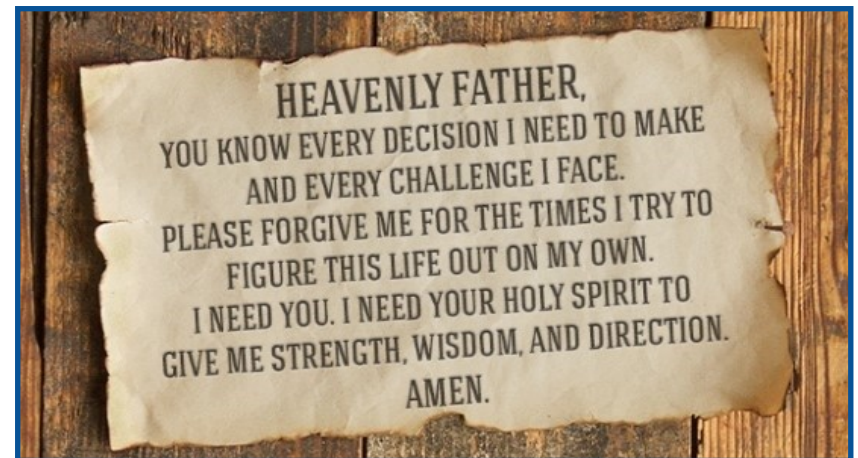 HEAVENLY FATHER,
YOU KNOW EVERY DECISION I NEED TO MAKE
AND EVERY CHALLENGE I FACE.
PLEASE FORGIVE ME FOR THE TIMES I TRY TO
FIGURE THIS LIFE OUT ON MY OWN.
I NEED YOU. I NEED YOUR HOLY SPIRIT TO
GIVE ME STRENGTH, WISDOM, AND DIRECTION.
AMEN.